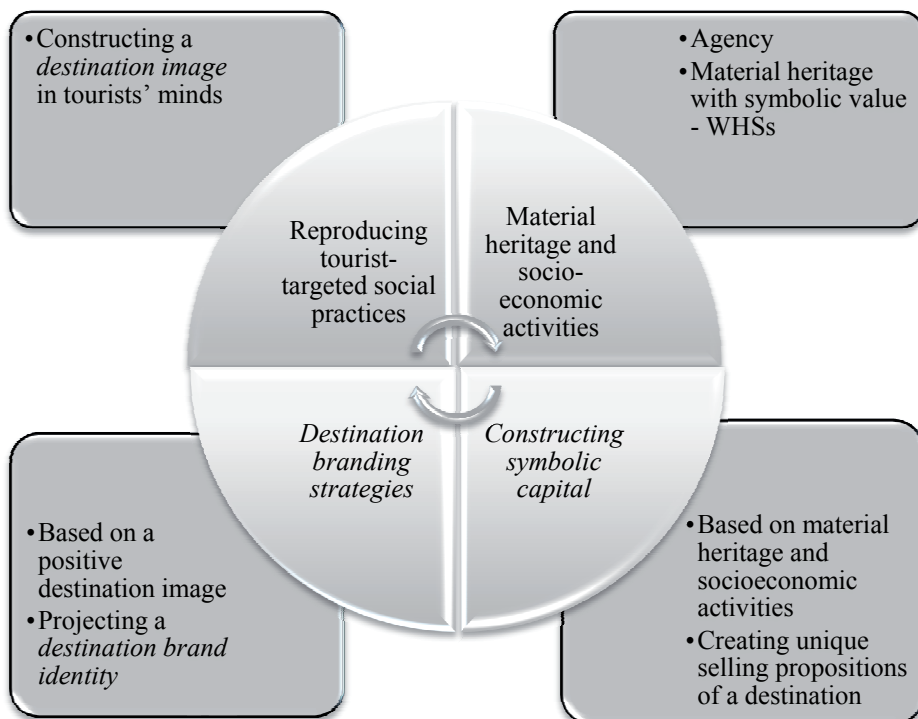 •Constructing a
destination image
in tourists’ minds
•Agency
•Material heritage
with symbolic value
- WHSs
Reproducing
tourist-
targeted social
practices
Material
heritage and
socio-
economic
activities
Destination
branding
strategies
Constructing
symbolic
capital
•Based on a
positive
destination image
•Projecting a
destination brand
identity
•Based on material
heritage and
socioeconomic
activities
•Creating unique
selling propositions
of a destination